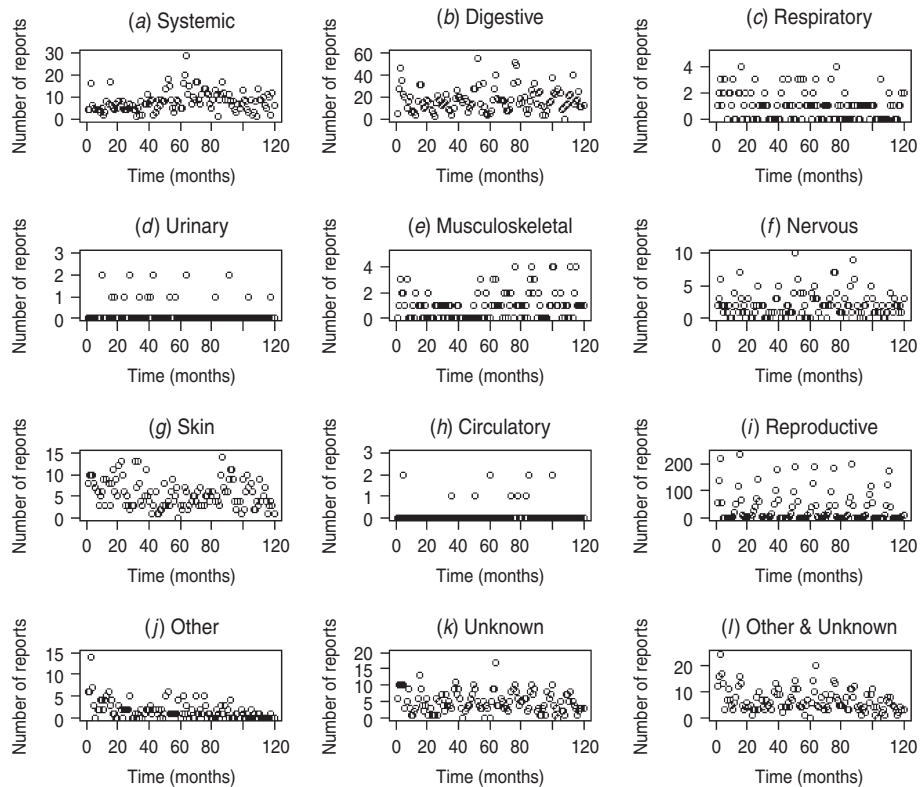 (a) Systemic
Number of reports
30
20
10
0
0 20 40 60 80 120
Time (months)
(b) Digestive
Number of reports
60
40
20
0
0 20 40 60 80 120
Time (months)
(c) Respiratory
Number of reports
4
2
0
0 20 40 60 80 120
Time (months)
(d) Urinary
Number of reports
3
2
1
0
0 20 40 60 80 120
Time (months)
(e) Musculoskeletal
Number of reports
4
2
0
0 20 40 60 80 120
Time (months)
(f) Nervous
Number of reports
10
5
0
0 20 40 60 80 120
Time (months)
(g) Skin
Number of reports
15
10
5
0
0 20 40 60 80 120
Time (months)
(h) Circulatory
Number of reports
3
2
1
0
0 20 40 60 80 120
Time (months)
(i) Reproductive
Number of reports
200
100
0
0 20 40 60 80 120
Time (months)
(j) Other
Number of reports
15
10
5
0
0 20 40 60 80 120
Time (months)
(k) Unknown
Number of reports
20
15
10
5
0
0 20 40 60 80 120
Time (months)
(l) Other & Unknown
Number of reports
20
10
0
0 20 40 60 80 120
Time (months)